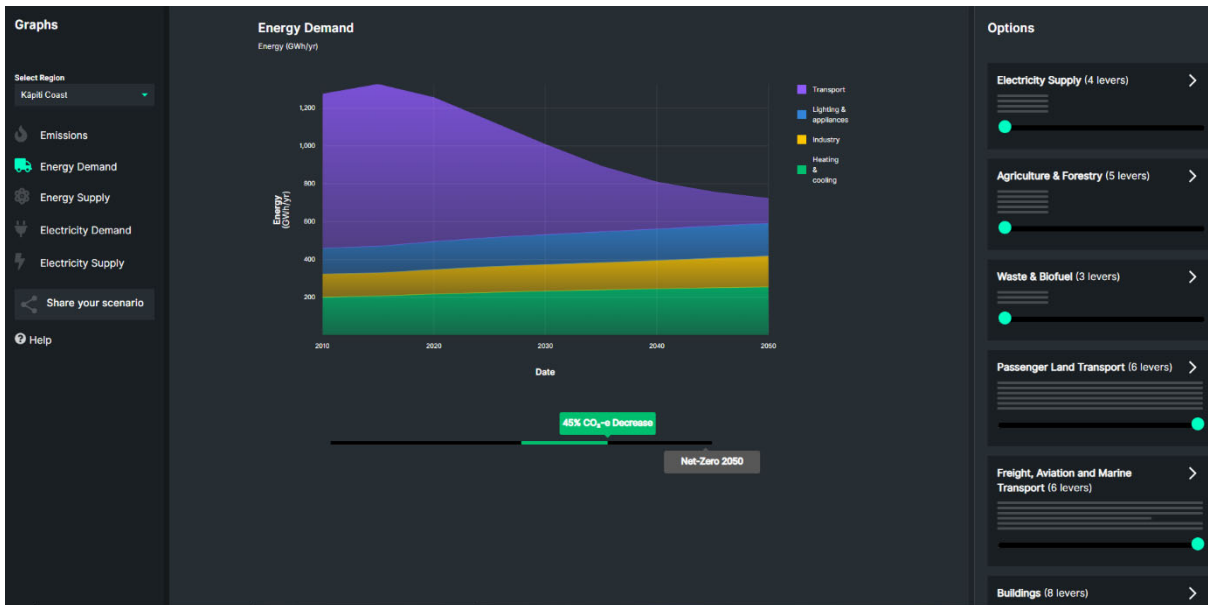 Graphs
Select Region
Kāpiti Coast
Emissions
Energy Demand
Energy Supply
Electricity Demand
Electricity Supply
Share your scenario
Help
Energy Demand
Energy (GWh/yr)
Energy
(GWh/yr)
1,200
1,000
800
600
400
200
2010
2020
2030
2040
2050
Date
Transport
Lighting &
appliances
Industry
Heating
&
cooling
45% CO₂-e Decrease
Net-Zero 2050
Options
Electricity Supply (4 levers)
Agriculture & Forestry (5 levers)
Waste & Biofuel (3 levers)
Passenger Land Transport (6 levers)
Freight, Aviation and Marine
Transport (6 levers)
Buildings (8 levers)